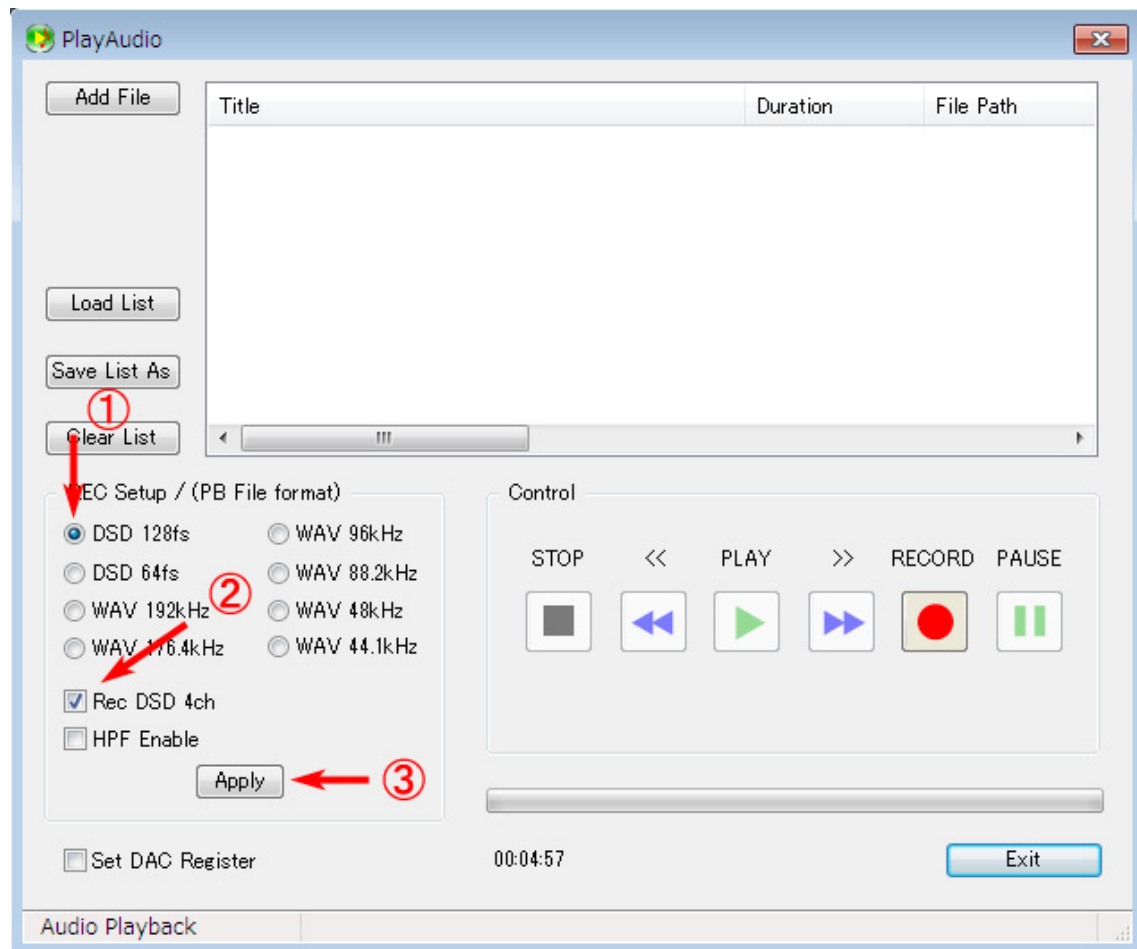 PlayAudio
Add File
Title Duration File Path
Load List
Save List As
①
Clear List
REC Setup / (PB File format)
DSD 128fs WAV 96kHz
DSD 64fs WAV 88.2kHz
②
WAV 192kHz WAV 48kHz
WAV 176.4kHz WAV 44.1kHz
Rec DSD 4ch
HPF Enable
Apply
③
Control
STOP << PLAY >> RECORD PAUSE
Set DAC Register
00:04:57
Exit
Audio Playback